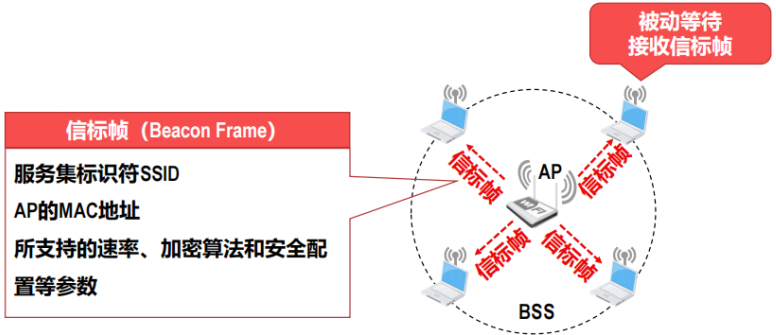 被动等待
接收信标帧
信标帧（Beacon Frame）
服务集标识符SSID
AP的MAC地址
所支持的速率、加密算法和安全配
置等参数
AP
信标帧
信标帧
信标帧
信标帧
BSS